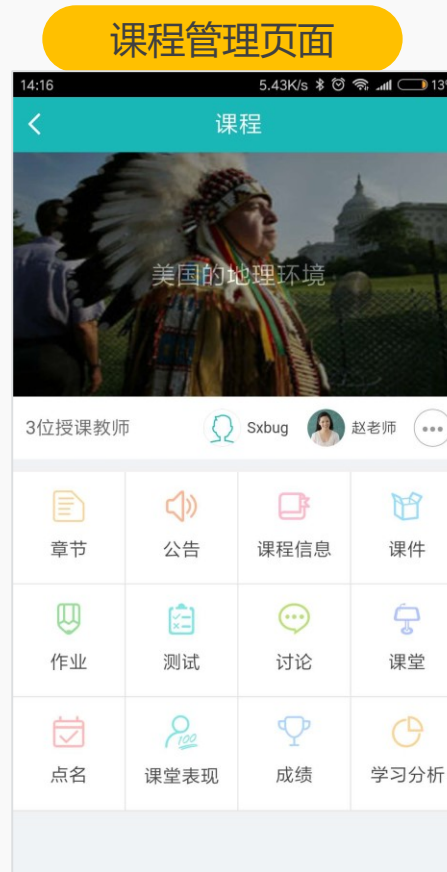 课程管理页面
14:16 5.43K/s 13
课程
美国的地理环境
3位授课教师 Sxbug 赵老师
章节 公告 课程信息 课件
作业 测试 讨论 课堂
100
点名 课堂表现 成绩 学习分析